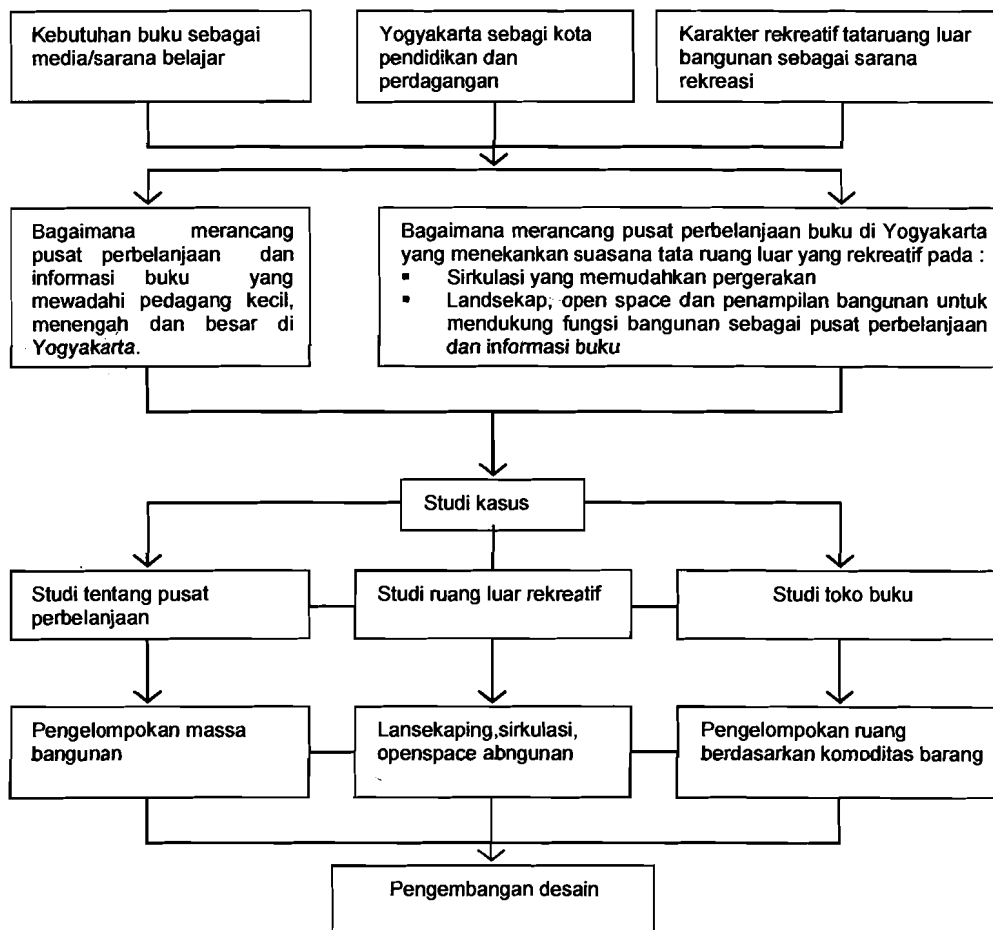 Kebutuhan buku sebagai
media/sarana belajar
Yogyakarta sebagi kota
pendidikan dan
perdagangan
Karakter rekreatif tataruang luar
bangunan sebagai sarana
rekreasi
Bagaimana merancang
pusat perbelanjaan dan
informasi buku yang
mewadahi pedagang kecil,
menengah dan besar di
Yogyakarta.
Bagaimana merancang pusat perbelanjaan buku di Yogyakarta
yang menekankan suasana tata ruang luar yang rekreatif pada :
▪ Sirkulasi yang memudahkan pergerakan
▪ Landsekap, open space dan penampilan bangunan untuk
mendukung fungsi bangunan sebagai pusat perbelanjaan
dan informasi buku
Studi kasus
Studi tentang pusat
perbelanjaan
Studi ruang luar rekreatif
Studi toko buku
Pengelompokan massa
bangunan
Lansekaping,sirkulasi,
openspace abngunan
Pengelompokan ruang
berdasarkan komoditas barang
Pengembangan desain